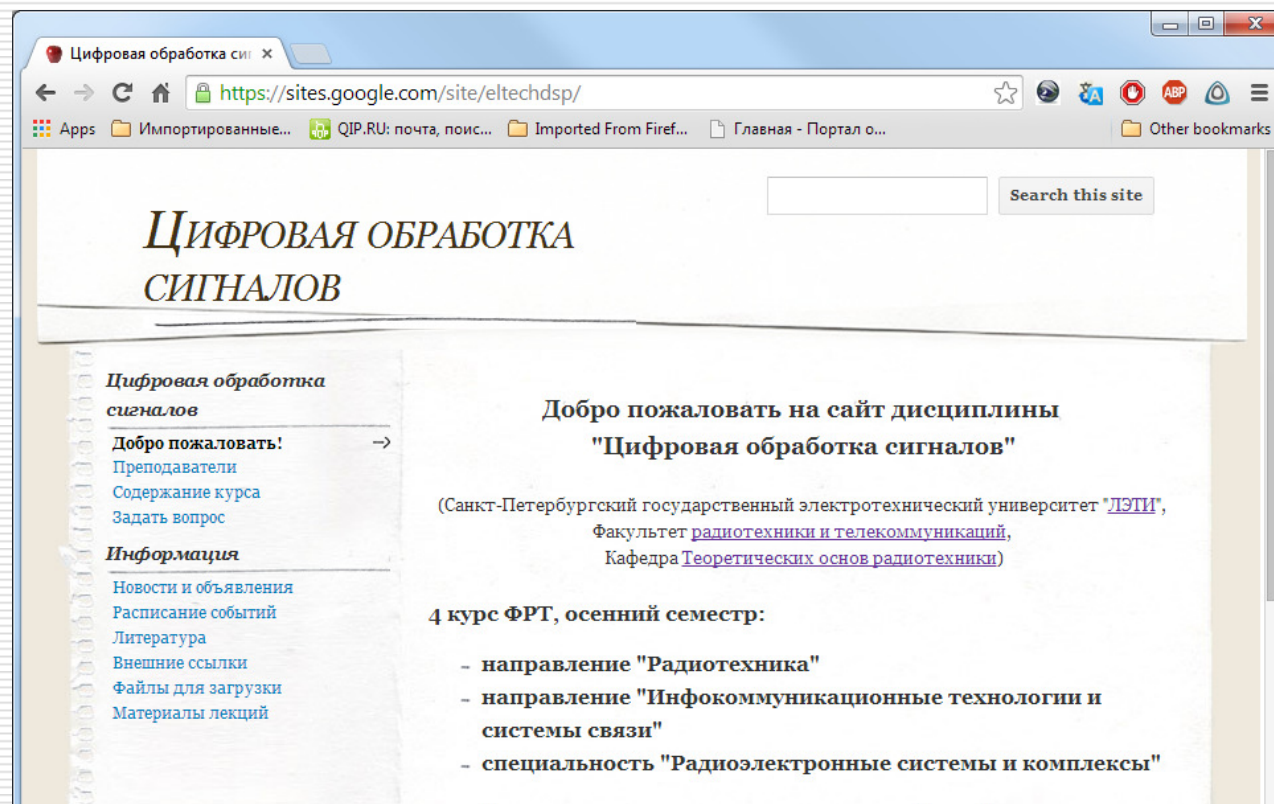 Цифровая обработка сиг
https://sites.google.com/site/eltechdsp/
ABP
Apps Импортированные... QIP.RU: почта, поис... Imported From Firef... Главная - Портал о... Other bookmarks
Search this site
Цифровая обработка
сигналов
Цифровая обработка
сигналов
Добро пожаловать!
Преподаватели
Содержание курса
Задать вопрос
Информация
Новости и объявления
Расписание событий
Литература
Внешние ссылки
Файлы для загрузки
Материалы лекций
Добро пожаловать на сайт дисциплины
"Цифровая обработка сигналов"
(Санкт-Петербургский государственный электротехнический университет "ЛЭТИ",
Факультет радиотехники и телекоммуникаций,
Кафедра Теоретических основ радиотехники)
4 курс ФРТ, осенний семестр:
- направление "Радиотехника"
- направление "Инфокоммуникационные технологии и
системы связи"
- специальность "Радиоэлектронные системы и комплексы"